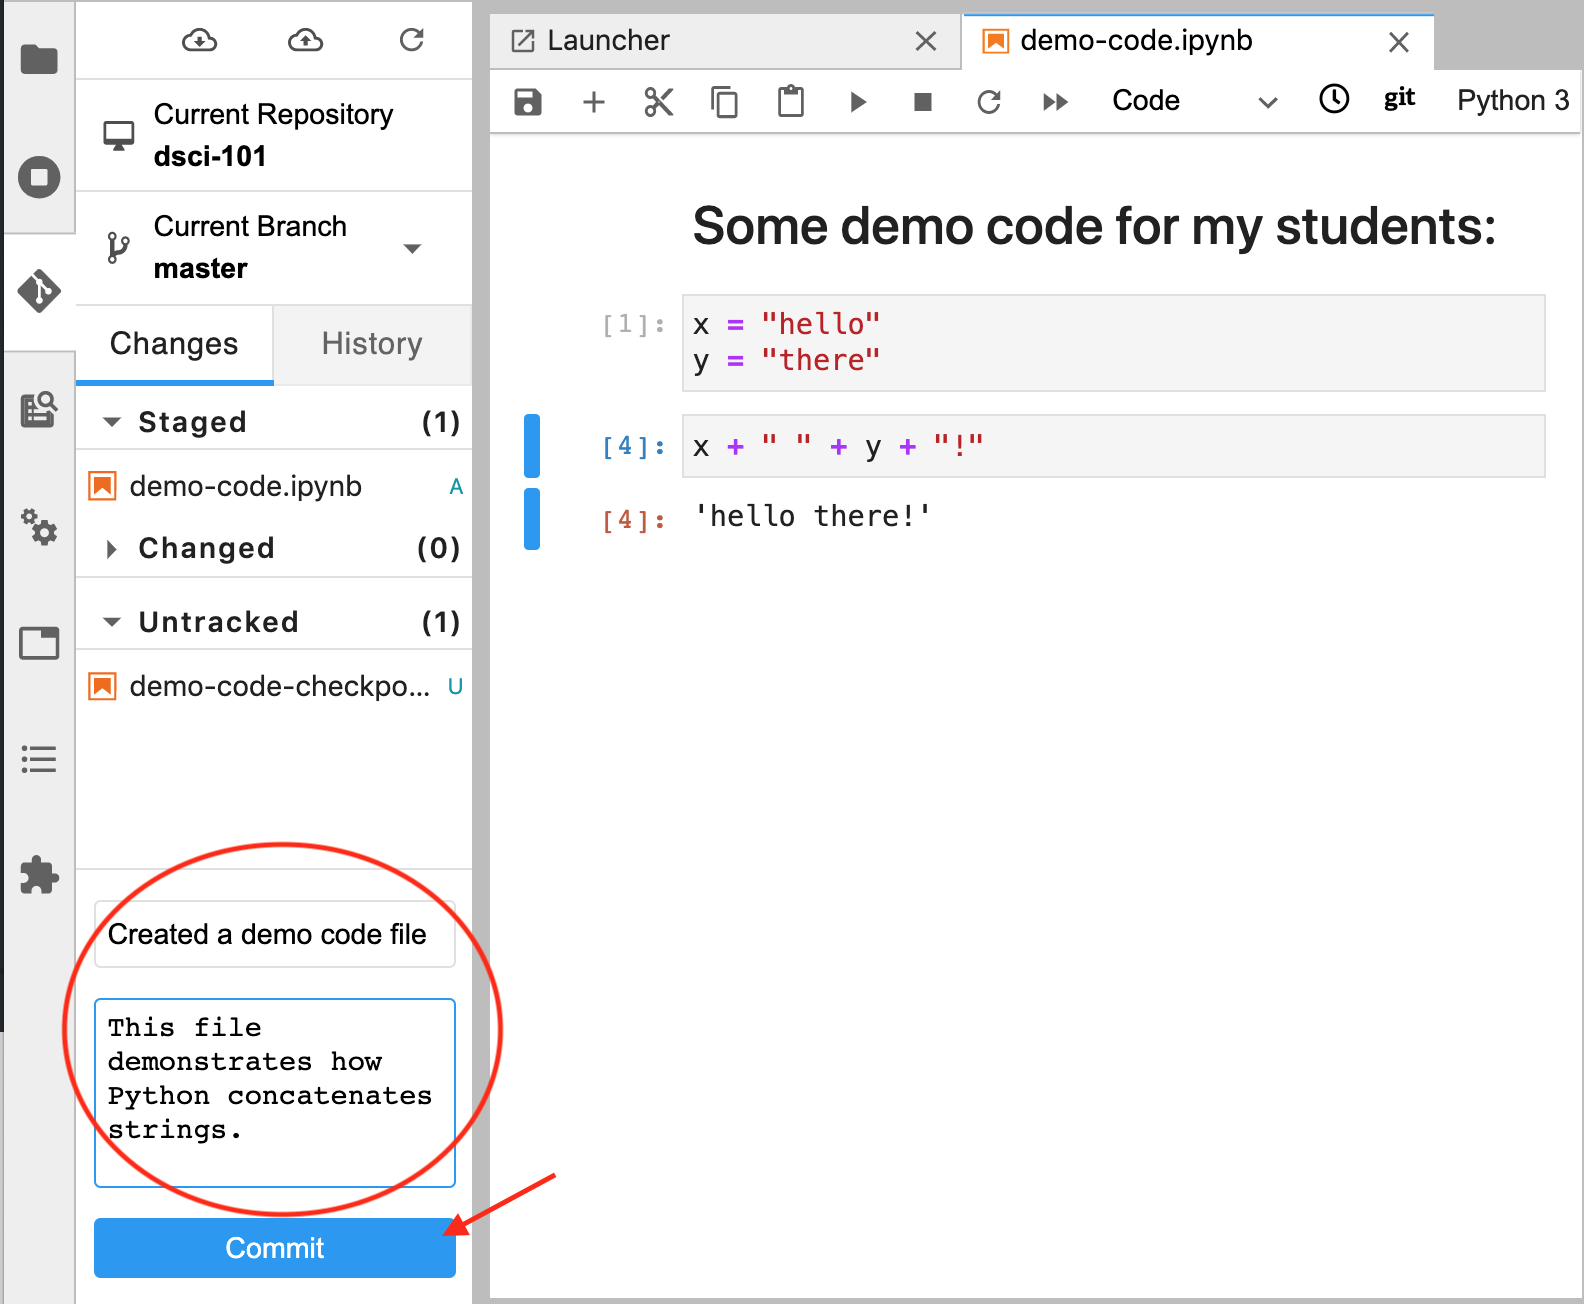 Current Repository
dsci-101
Current Branch
master
Changes
History
Staged (1)
demo-code.ipynb A
Changed (0)
Untracked (1)
demo-code-checkpo... U
Created a demo code file
This file
demonstrates how
Python concatenates
strings.
Commit
Launcher
demo-code.ipynb
Code
git
Python 3
Some demo code for my students:
[1]: x = "hello"
y = "there"
[4]: x + " " + y + "!"
[4]: 'hello there!'